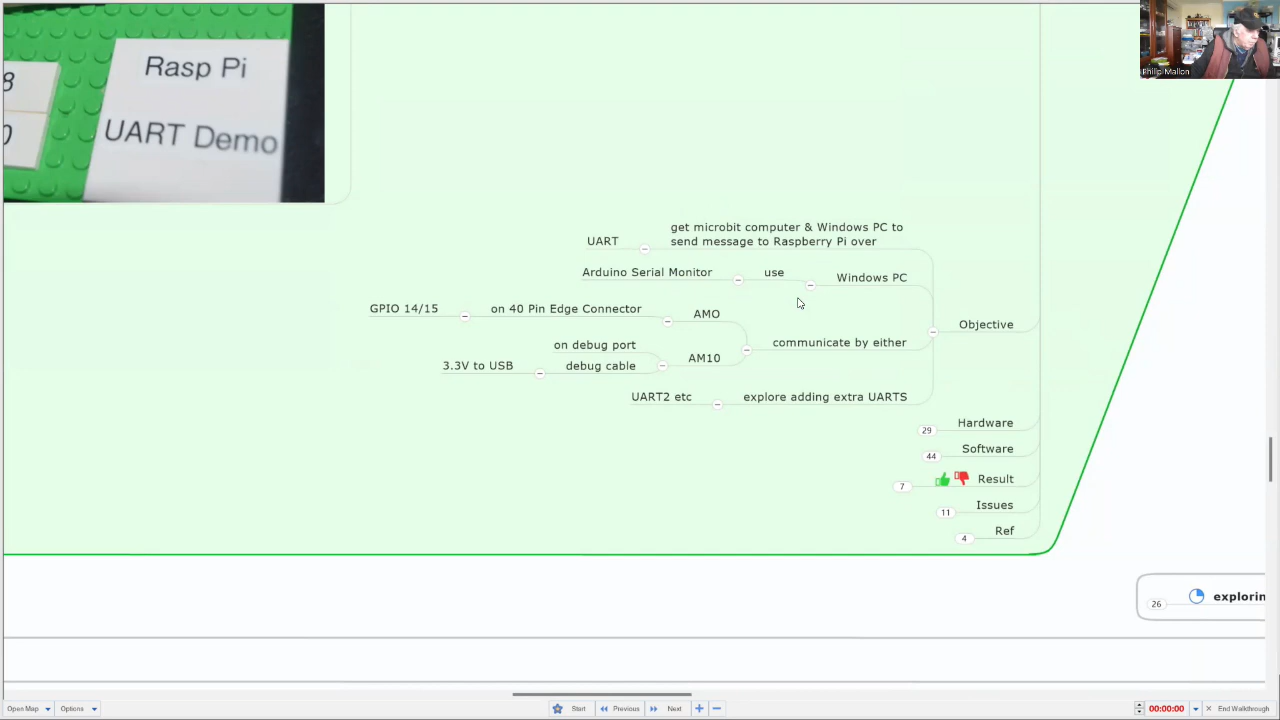 8
0
Rasp Pi
UART Demo
Philip Mallon
get microbit computer & Windows PC to
send message to Raspberry Pi over
UART
Arduino Serial Monitor
use
Windows PC
GPIO 14/15
on 40 Pin Edge Connector
AMO
Objective
on debug port
communicate by either
AM10
3.3V to USB
debug cable
UART2 etc
explore adding extra UARTS
29
Hardware
44
Software
7
Result
11
Issues
4
Ref
26
explorin
Open Map
Options
Start
Previous
Next
00:00:00
End Walkthrough